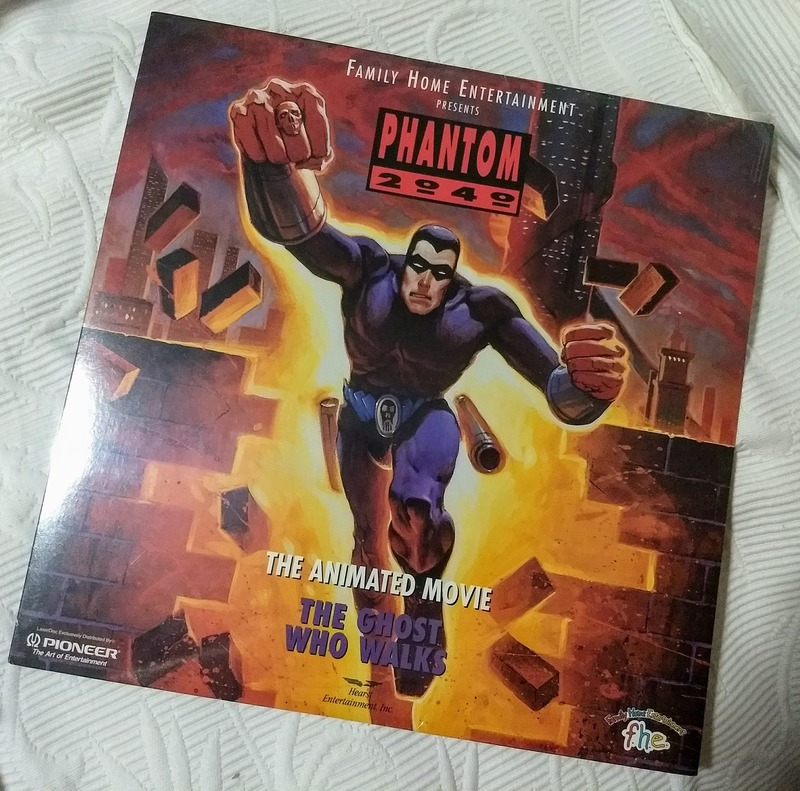 FAMILY HOME ENTERTAINMENT
PRESENTS
PHANTOM
2040
THE ANIMATED MOVIE
THE GHOST
WHO WALKS
Hearst
Entertainment, Inc.
LaserDisc Exclusively Distributed By:
PIONEER
The Art of Entertainment
Family Home Entertainment
f.h.e.